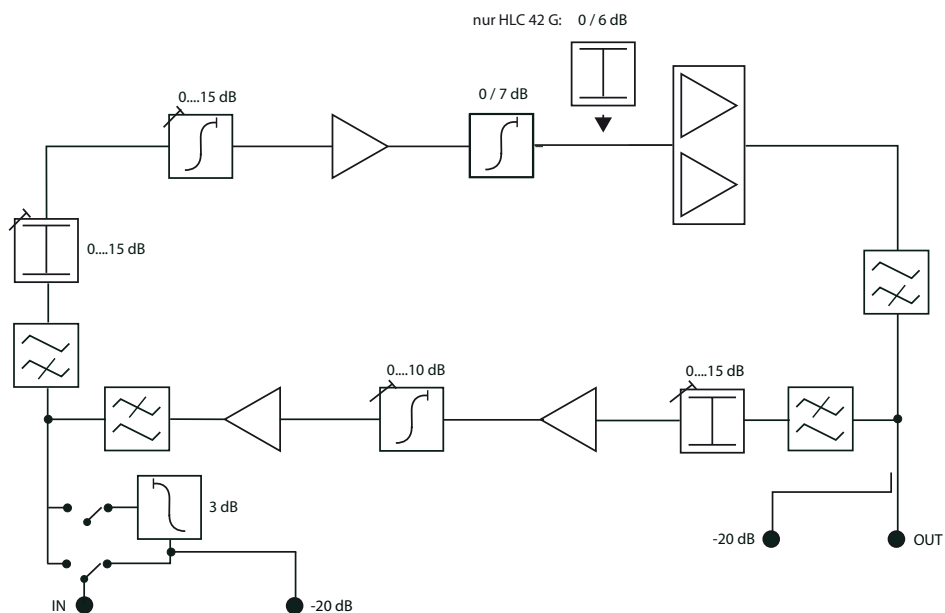 nur HLC 42 G: 0 / 6 dB
0....15 dB
0 / 7 dB
0....15 dB
0....10 dB
0....15 dB
3 dB
-20 dB
OUT
IN
-20 dB